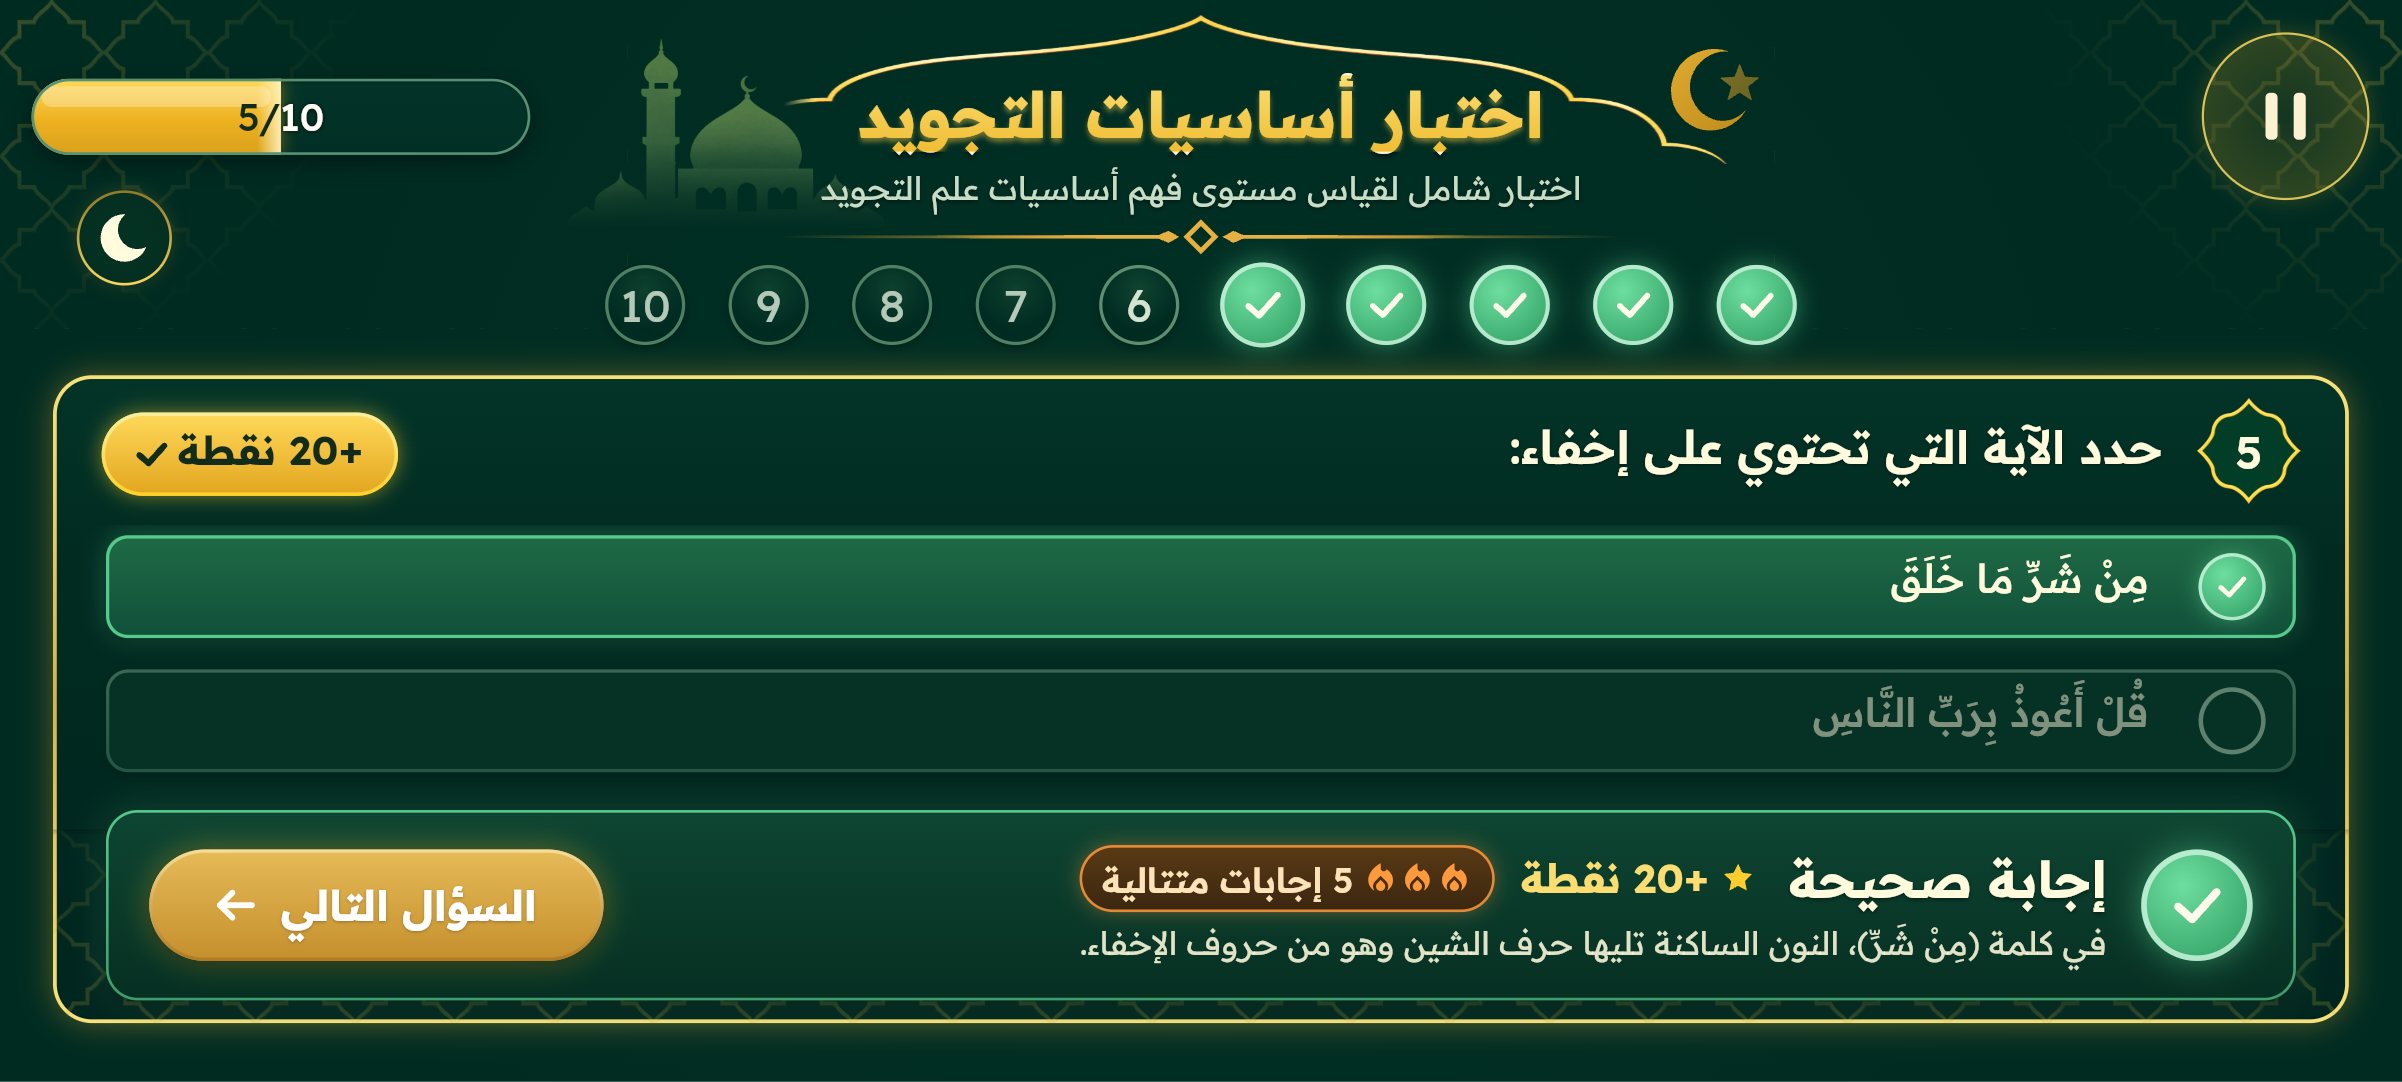 5/10
اختبار أساسيات التجويد
اختبار شامل لقياس مستوى فهم أساسيات علم التجويد
6 7 8 9 10
5
حدد الآية التي تحتوي على إخفاء:
+20 نقطة
مِنْ شَرِّ مَا خَلَقَ
قُلْ أَعُوذُ بِرَبِّ النَّاسِ
إجابة صحيحة +20 نقطة 5 إجابات متتالية
في كلمة (مِنْ شَرِّ)، النون الساكنة تليها حرف الشين وهو من حروف الإخفاء.
السؤال التالي